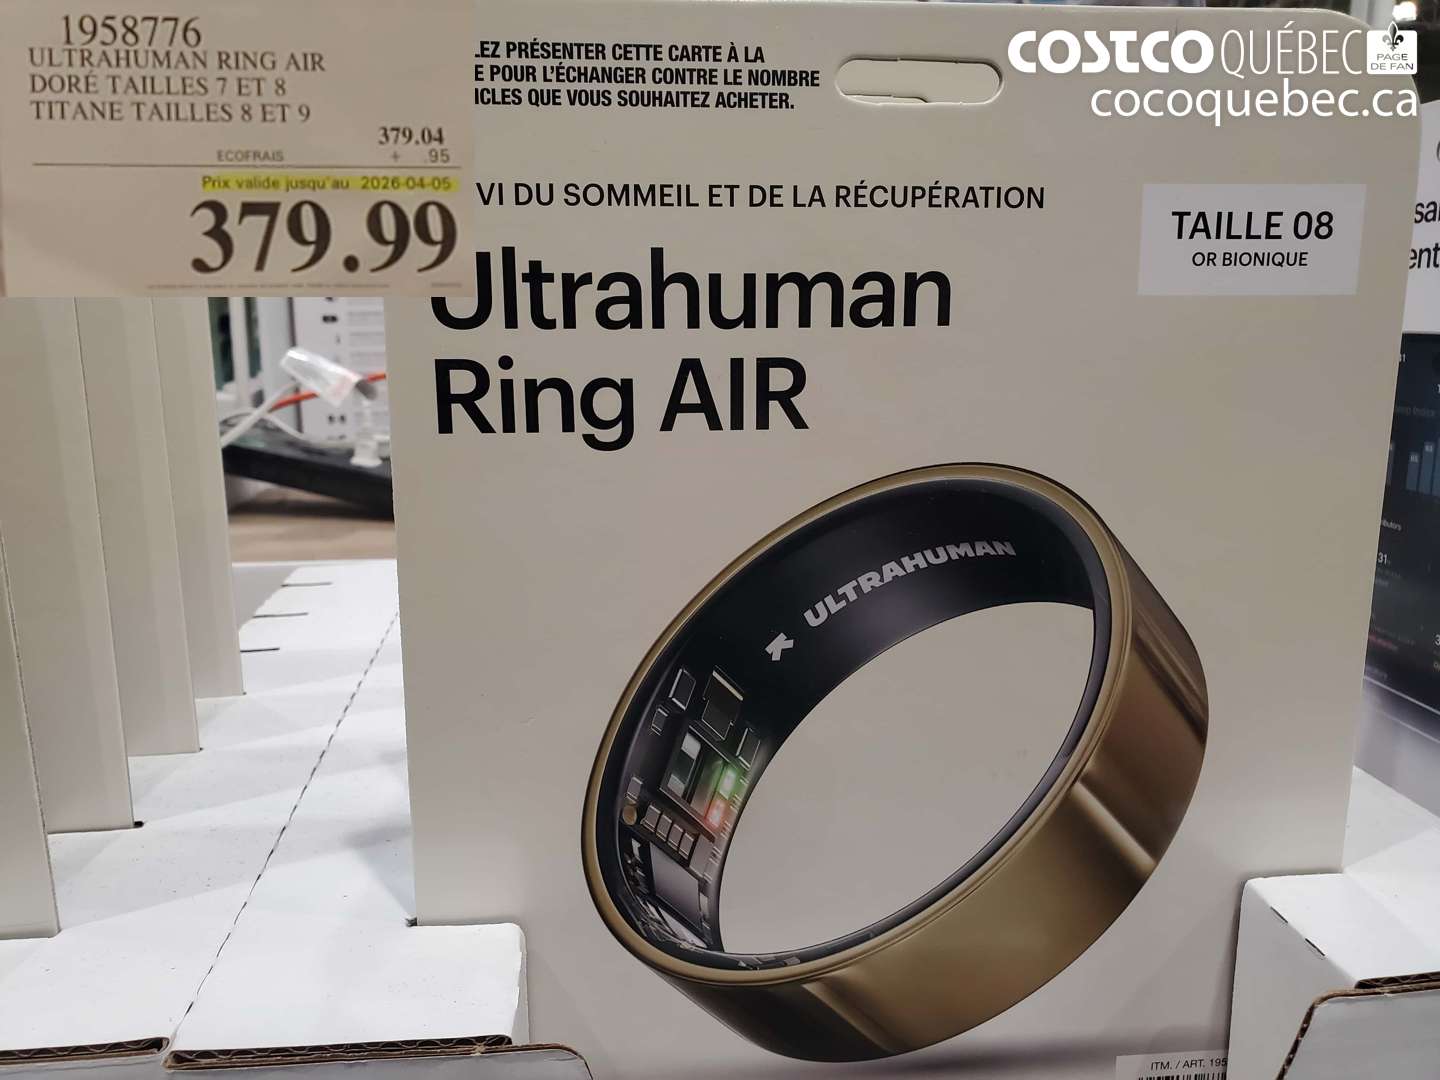 1958776
ULTRAHUMAN RING AIR
DORÉ TAILLES 7 ET 8
TITANE TAILLES 8 ET 9
379.04
ECOFRAIS + .95
Prix valide jusqu'au 2026-04-05
379.99
EZ PRÉSENTER CETTE CARTE À LA
E POUR L'ÉCHANGER CONTRE LE NOMBRE
ICLES QUE VOUS SOUHAITEZ ACHETER.
COSTCO QUÉBEC
PAGE
DE FAN
cocoquebec.ca
VI DU SOMMEIL ET DE LA RÉCUPÉRATION
TAILLE 08
OR BIONIQUE
Ultrahuman
Ring AIR
ULTRAHUMAN
ITM. / ART. 195